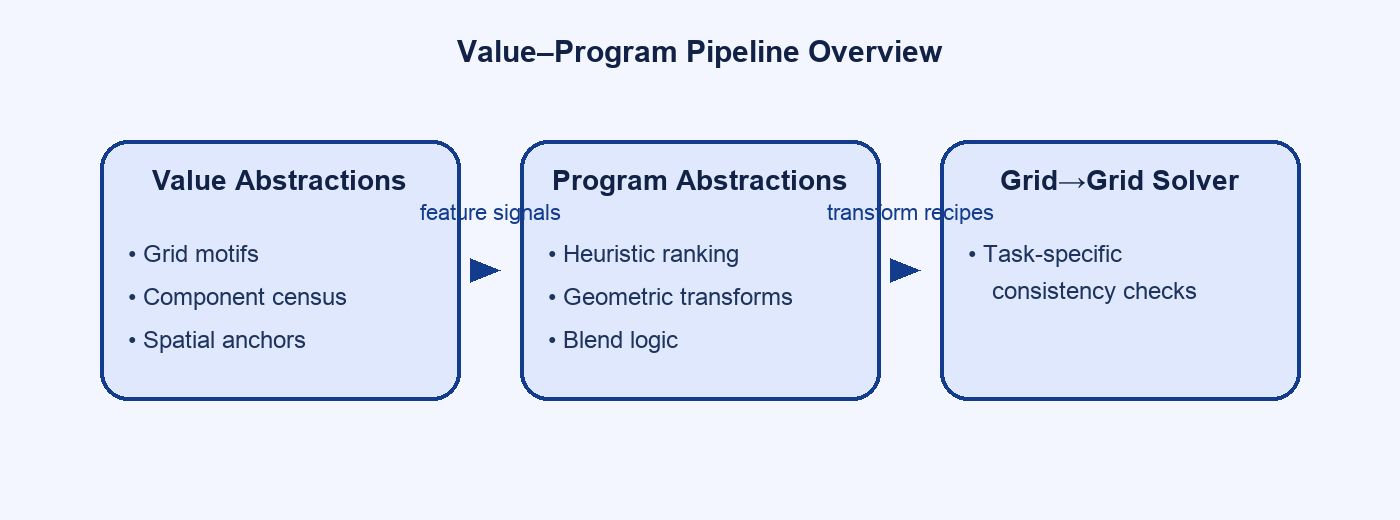 Value–Program Pipeline Overview
Value Abstractions
feature signals
• Grid motifs
• Component census
• Spatial anchors
Program Abstractions
transform recipes
• Heuristic ranking
• Geometric transforms
• Blend logic
Grid→Grid Solver
• Task-specific
consistency checks